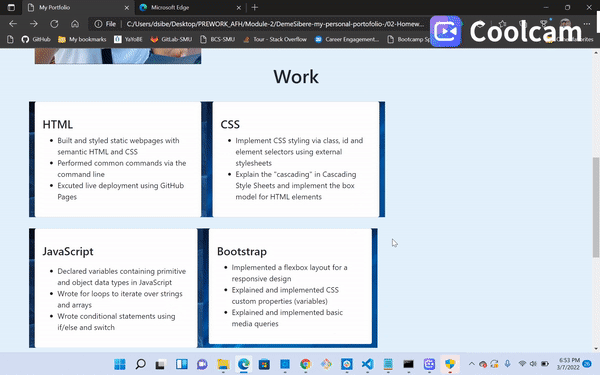 My Portfolio
Microsoft Edge
File
C:/Users/dsibe/Desktop/PREWORK_AFH/Module-2/DemeSibere-my-personal-portofolio-/02-Homew...
Coolcam
GitHub
My bookmarks
YaYoBE
GitLab-SMU
BCS-SMU
Tour - Stack Overflow
Career Engagement...
Bootcamp Sp
Favorites
Work
HTML
Built and styled static webpages with
semantic HTML and CSS
Performed common commands via the
command line
Excuted live deployment using GitHub
Pages
CSS
Implement CSS styling via class, id and
element selectors using external
stylesheets
Explain the "cascading" in Cascading
Style Sheets and implement the box
model for HTML elements
JavaScript
Declared variables containing primitive
and object data types in JavaScript
Wrote for loops to iterate over strings
and arrays
Wrote conditional statements using
if/else and switch
Bootstrap
Implemented a flexbox layout for a
responsive design
Explained and implemented CSS
custom properties (variables)
Explained and implemented basic
media queries
6:53 PM
3/7/2022